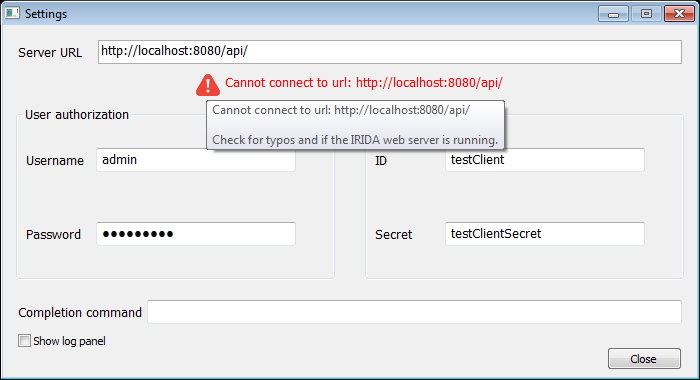 Settings
Server URL http://localhost:8080/api/
Cannot connect to url: http://localhost:8080/api/
Cannot connect to url: http://localhost:8080/api/
User authorization
Check for typos and if the IRIDA web server is running.
Username admin ID testClient
Password ●●●●●●●●● Secret testClientSecret
Completion command
Show log panel
Close